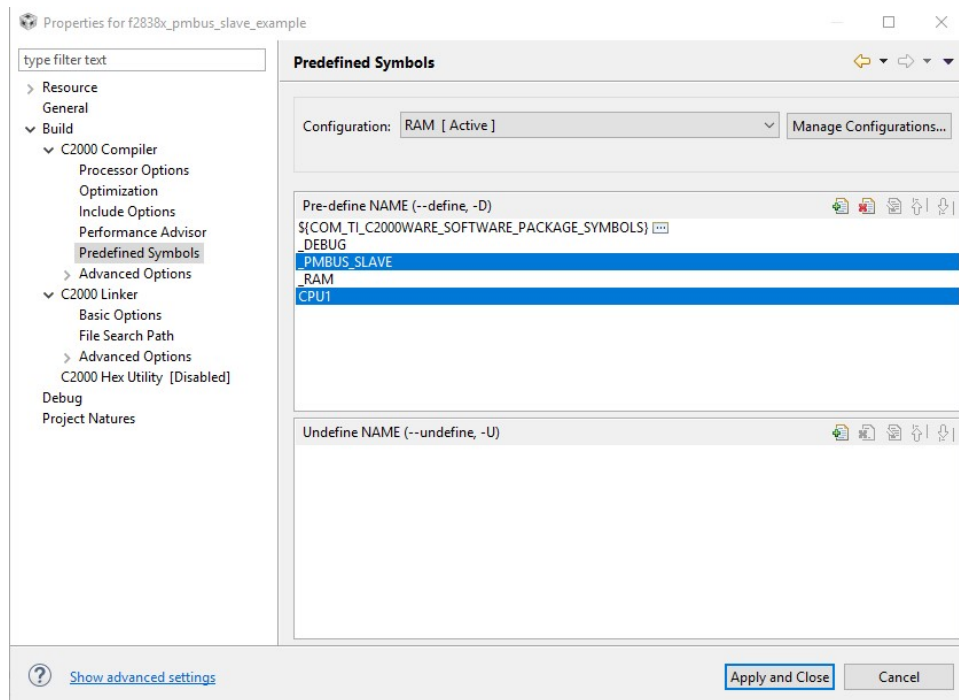 Properties for f2838x_pmbus_slave_example
type filter text
Resource
General
Build
C2000 Compiler
Processor Options
Optimization
Include Options
Performance Advisor
Predefined Symbols
Advanced Options
C2000 Linker
Basic Options
File Search Path
Advanced Options
C2000 Hex Utility [Disabled]
Debug
Project Natures
Predefined Symbols
Configuration: RAM [ Active ] Manage Configurations...
Pre-define NAME (--define, -D)
${COM_TI_C2000WARE_SOFTWARE_PACKAGE_SYMBOLS}
_DEBUG
_PMBUS_SLAVE
_RAM
CPU1
Undefine NAME (--undefine, -U)
? Show advanced settings
Apply and Close Cancel